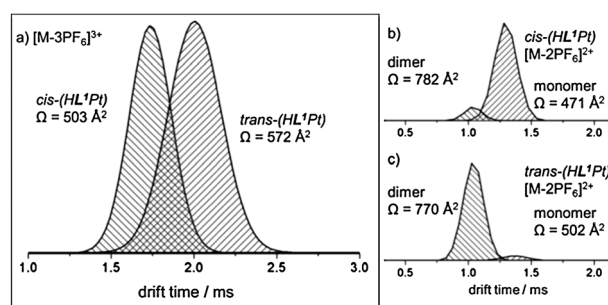 a) [M-3PF₆]³⁺
cis-(HL¹Pt)
Ω = 503 Å²
trans-(HL¹Pt)
Ω = 572 Å²
1.0 1.5 2.0 2.5 3.0
drift time / ms
b)
cis-(HL¹Pt)
[M-2PF₆]²⁺
dimer
Ω = 782 Å²
monomer
Ω = 471 Å²
0.5 1.0 1.5 2.0
c)
trans-(HL¹Pt)
[M-2PF₆]²⁺
dimer
Ω = 770 Å²
monomer
Ω = 502 Å²
0.5 1.0 1.5 2.0
drift time / ms